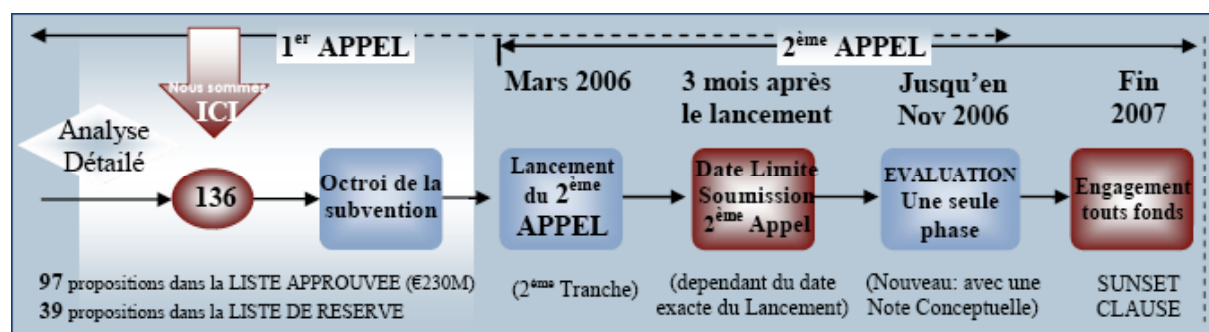 1er APPEL
2ème APPEL
Nous sommes
ICI
Mars 2006
3 mois après
le lancement
Jusqu'en
Nov 2006
Fin
2007
Analyse
Détailé
136
Octroi de la
subvention
Lancement
du 2ème
APPEL
Date Limite
Soumission
2ème Appel
EVALUATION
Une seule
phase
Engagement
touts fonds
97 propositions dans la LISTE APPROUVEE (€230M)
39 propositions dans la LISTE DE RESERVE
(2ème Tranche)
(dependant du date
exacte du Lancement)
(Nouveau: avec une
Note Conceptuelle)
SUNSET
CLAUSE